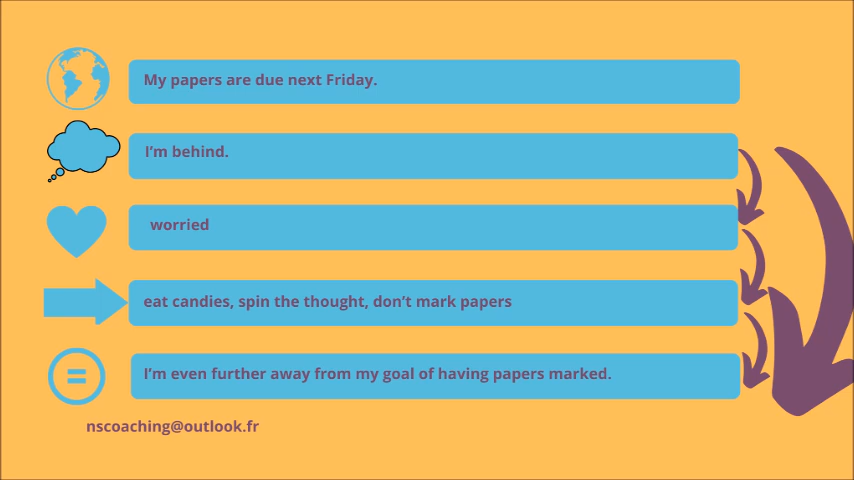 My papers are due next Friday.
I’m behind.
worried
eat candies, spin the thought, don’t mark papers
I’m even further away from my goal of having papers marked.
nscoaching@outlook.fr